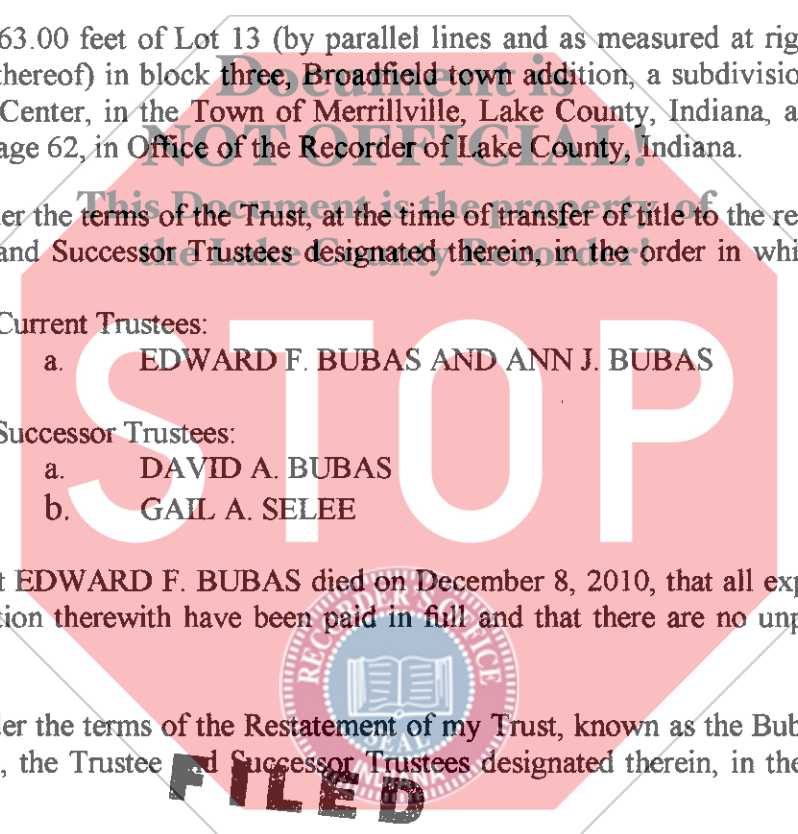 63.00 feet of Lot 13 (by parallel lines and as measured at rig
thereof) in block three, Broadfield town addition, a subdivisio
Document is
Center, in the Town of Merrillville, Lake County, Indiana, a
NOT OFFICIAL!
age 62, in Office of the Recorder of Lake County, Indiana.
This Document is the property of
er the terms of the Trust, at the time of transfer of title to the re
the Lake County Recorder!
and Successor Trustees designated therein, in the order in whi
Current Trustees:
a. EDWARD F. BUBAS AND ANN J. BUBAS
STOP
Successor Trustees:
a. DAVID A. BUBAS
b. GAIL A. SELEE
t EDWARD F. BUBAS died on December 8, 2010, that all exp
tion therewith have been paid in full and that there are no unp
RECORDER'S OFFICE
SEAL
INDIANA
er the terms of the Restatement of my Trust, known as the Bub
, the Trustee and Successor Trustees designated therein, in the
FILED